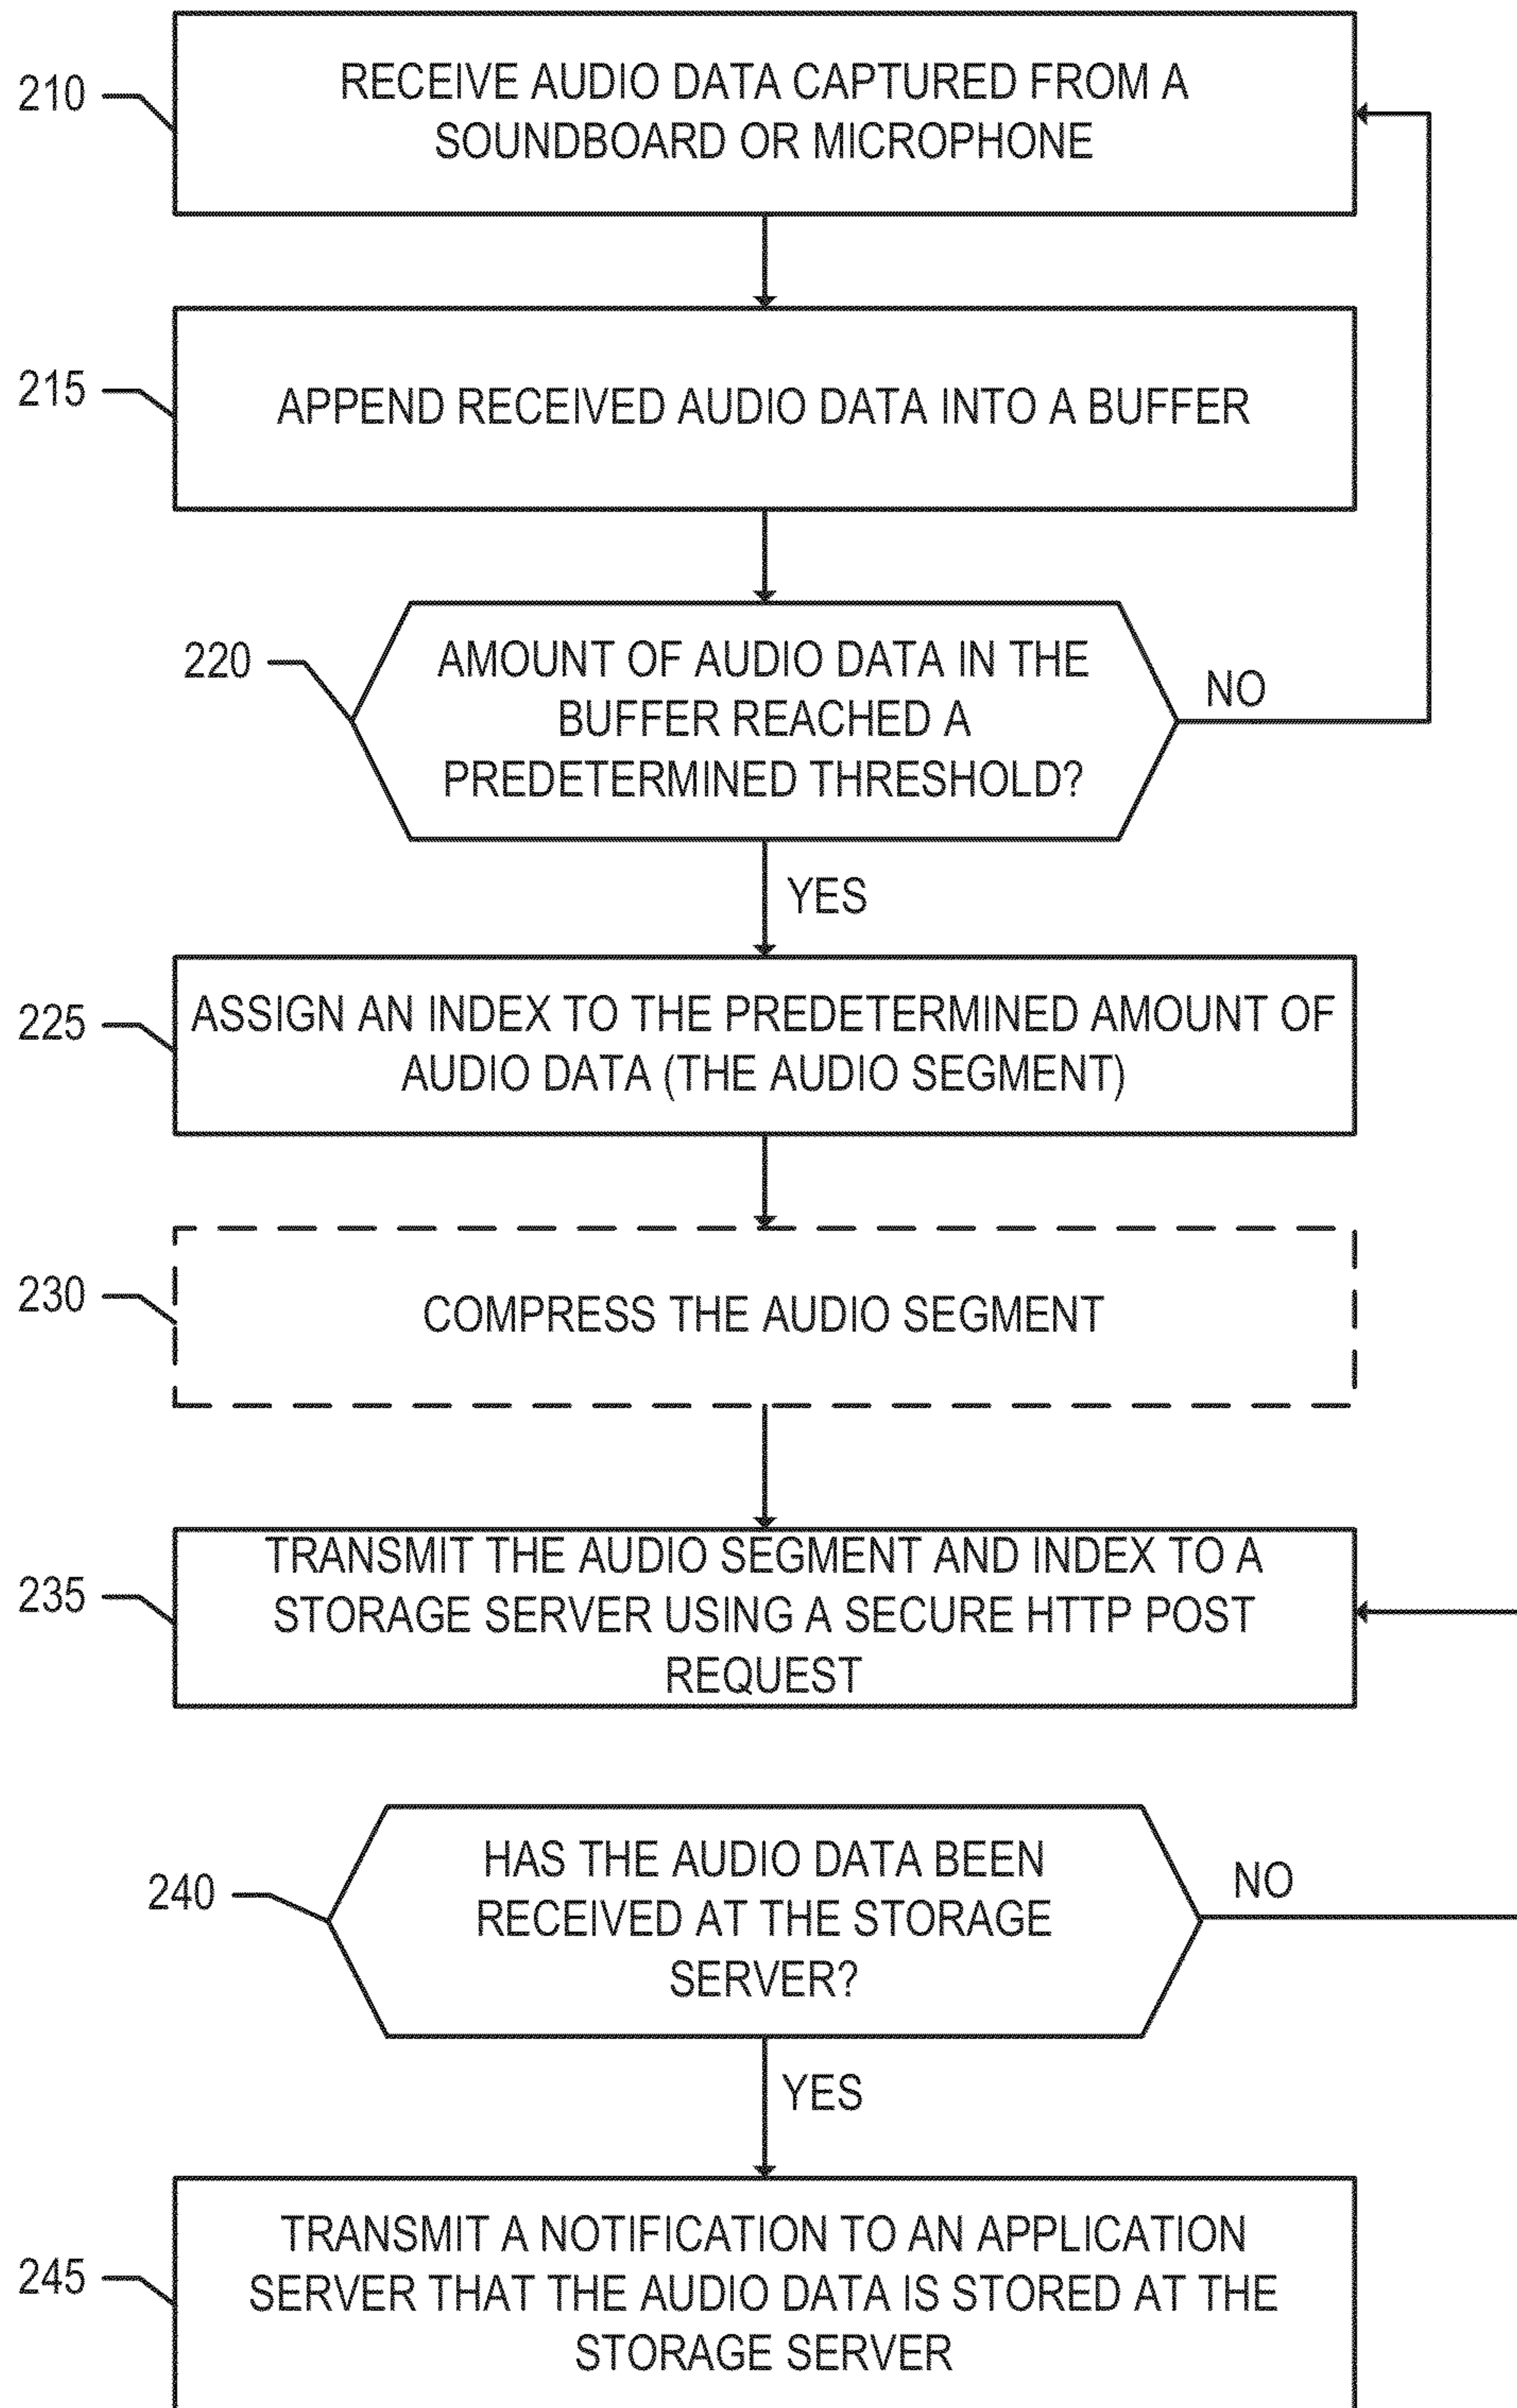 210
RECEIVE AUDIO DATA CAPTURED FROM A
SOUNDBOARD OR MICROPHONE
215
APPEND RECEIVED AUDIO DATA INTO A BUFFER
220
AMOUNT OF AUDIO DATA IN THE
BUFFER REACHED A
PREDETERMINED THRESHOLD?
NO
YES
225
ASSIGN AN INDEX TO THE PREDETERMINED AMOUNT OF
AUDIO DATA (THE AUDIO SEGMENT)
230
COMPRESS THE AUDIO SEGMENT
235
TRANSMIT THE AUDIO SEGMENT AND INDEX TO A
STORAGE SERVER USING A SECURE HTTP POST
REQUEST
240
HAS THE AUDIO DATA BEEN
RECEIVED AT THE STORAGE
SERVER?
NO
YES
245
TRANSMIT A NOTIFICATION TO AN APPLICATION
SERVER THAT THE AUDIO DATA IS STORED AT THE
STORAGE SERVER